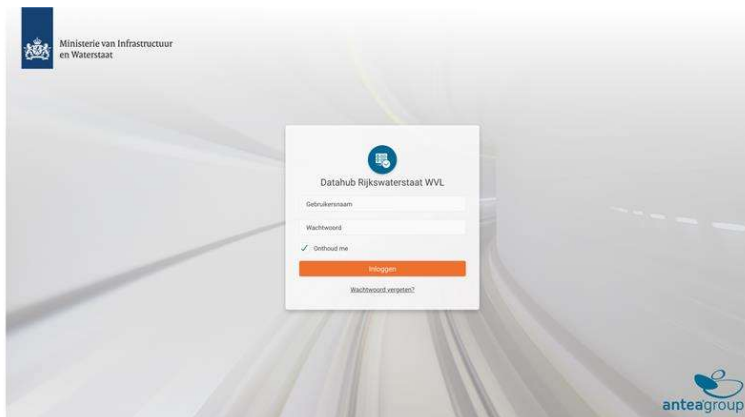 Ministerie van Infrastructuur
en Waterstaat
Datahub Rijkswaterstaat WVL
Gebruikersnaam
Wachtwoord
Onthoud me
Inloggen
Wachtwoord vergeten?
anteagroup